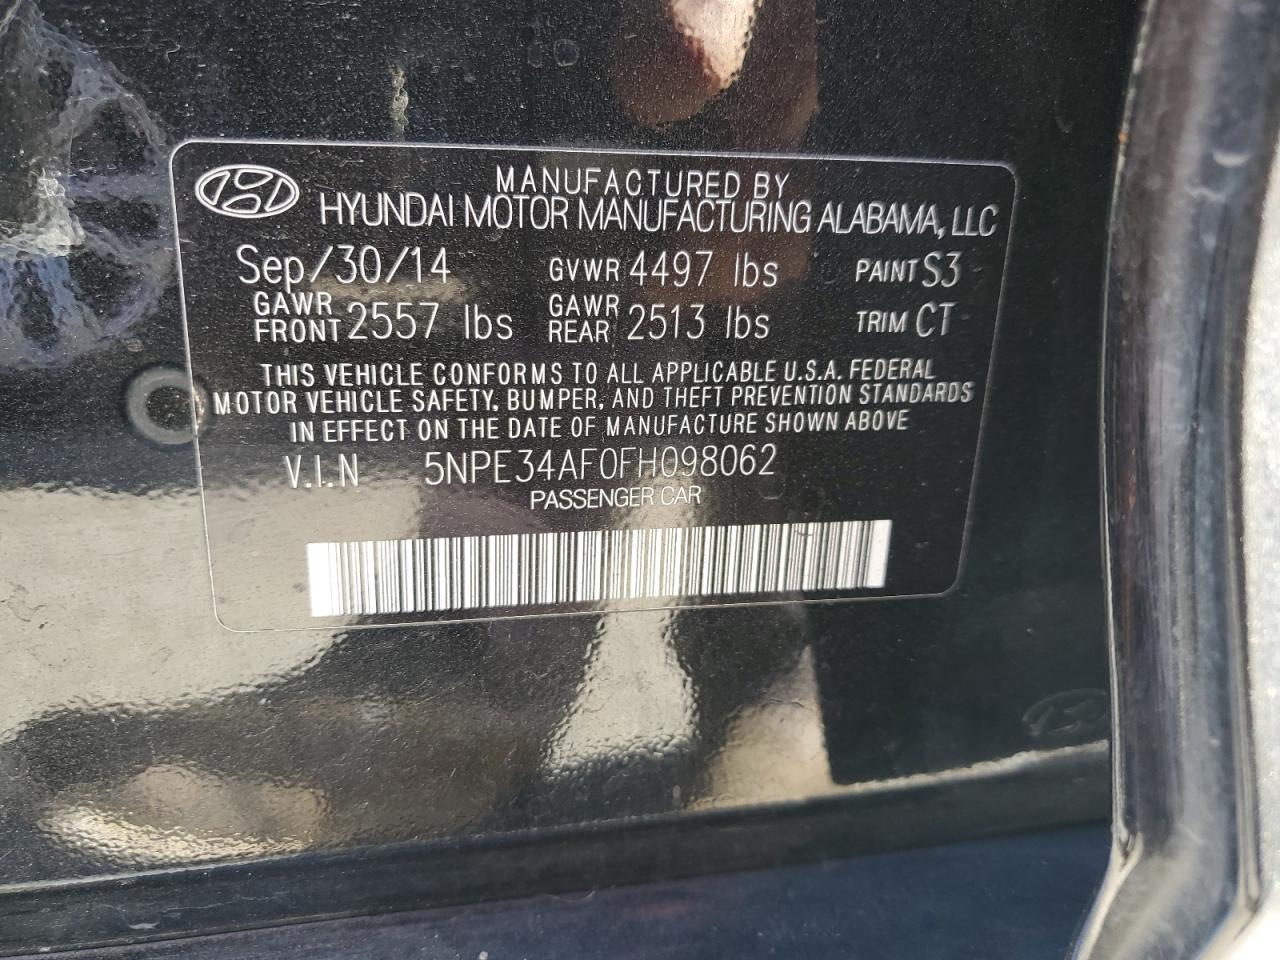 MANUFACTURED BY
HYUNDAI MOTOR MANUFACTURING ALABAMA, LLC
Sep/30/14 GVWR 4497 lbs PAINT S3
GAWR FRONT 2557 lbs GAWR REAR 2513 lbs TRIM CT
THIS VEHICLE CONFORMS TO ALL APPLICABLE U.S.A. FEDERAL
MOTOR VEHICLE SAFETY, BUMPER, AND THEFT PREVENTION STANDARDS
IN EFFECT ON THE DATE OF MANUFACTURE SHOWN ABOVE
V.I.N 5NPE34AF0FH098062
PASSENGER CAR